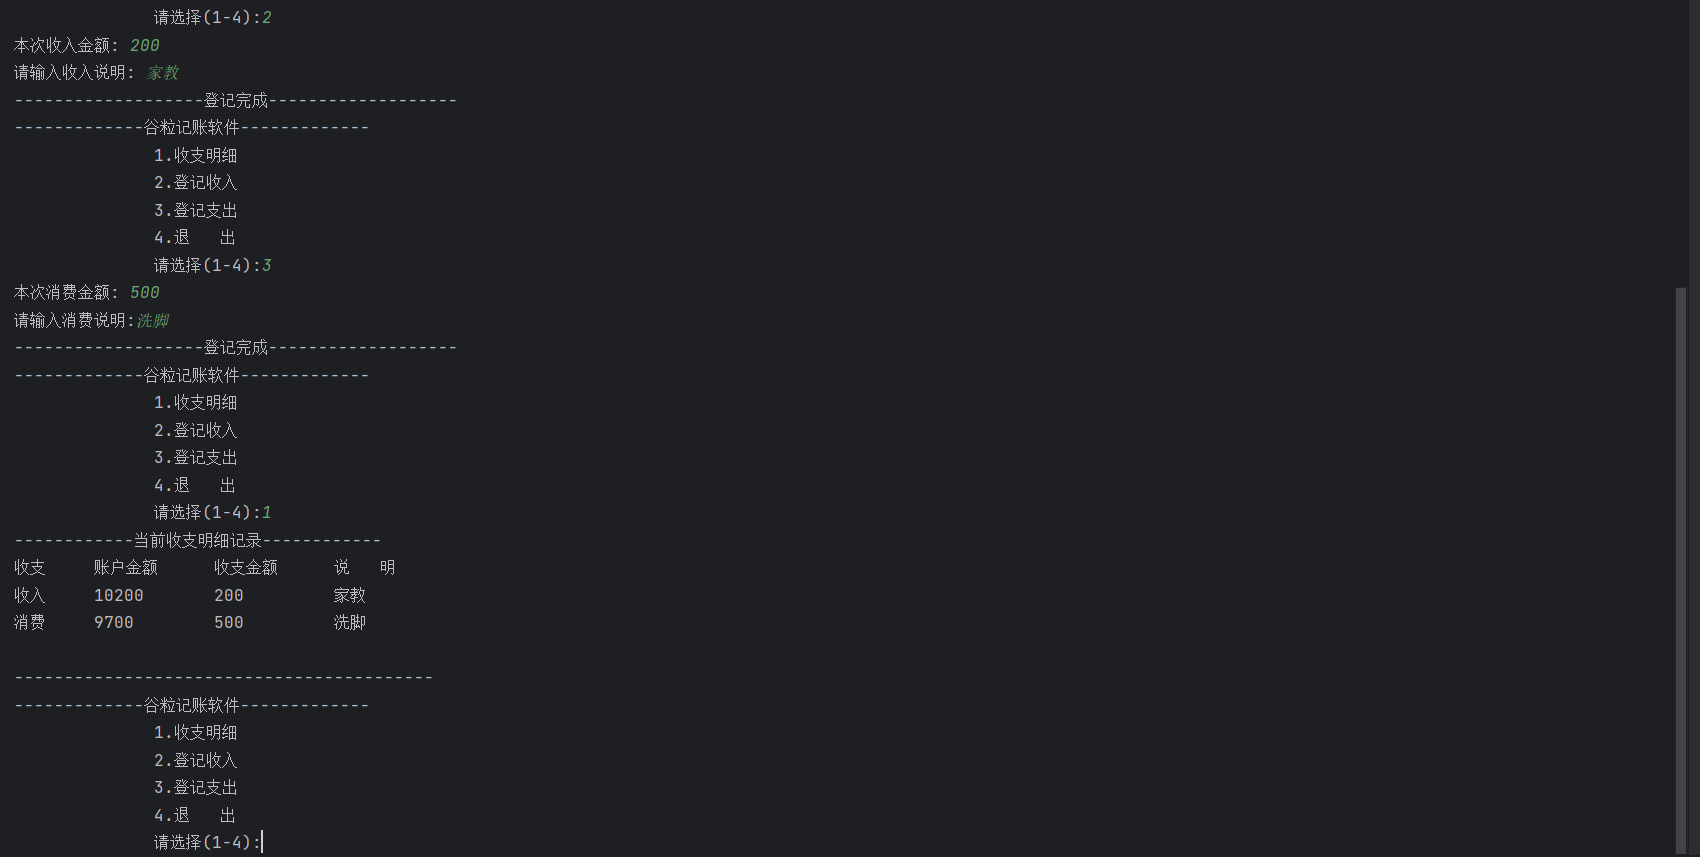 请选择(1-4):2
本次收入金额: 200
请输入收入说明: 家教
-------------------登记完成-------------------
-------------谷粒记账软件-------------
1.收支明细
2.登记收入
3.登记支出
4.退   出
请选择(1-4):3
本次消费金额: 500
请输入消费说明:洗脚
-------------------登记完成-------------------
-------------谷粒记账软件-------------
1.收支明细
2.登记收入
3.登记支出
4.退   出
请选择(1-4):1
------------当前收支明细记录------------
收支 账户金额 收支金额 说   明
收入 10200 200 家教
消费 9700 500 洗脚
------------------------------------------
-------------谷粒记账软件-------------
1.收支明细
2.登记收入
3.登记支出
4.退   出
请选择(1-4):